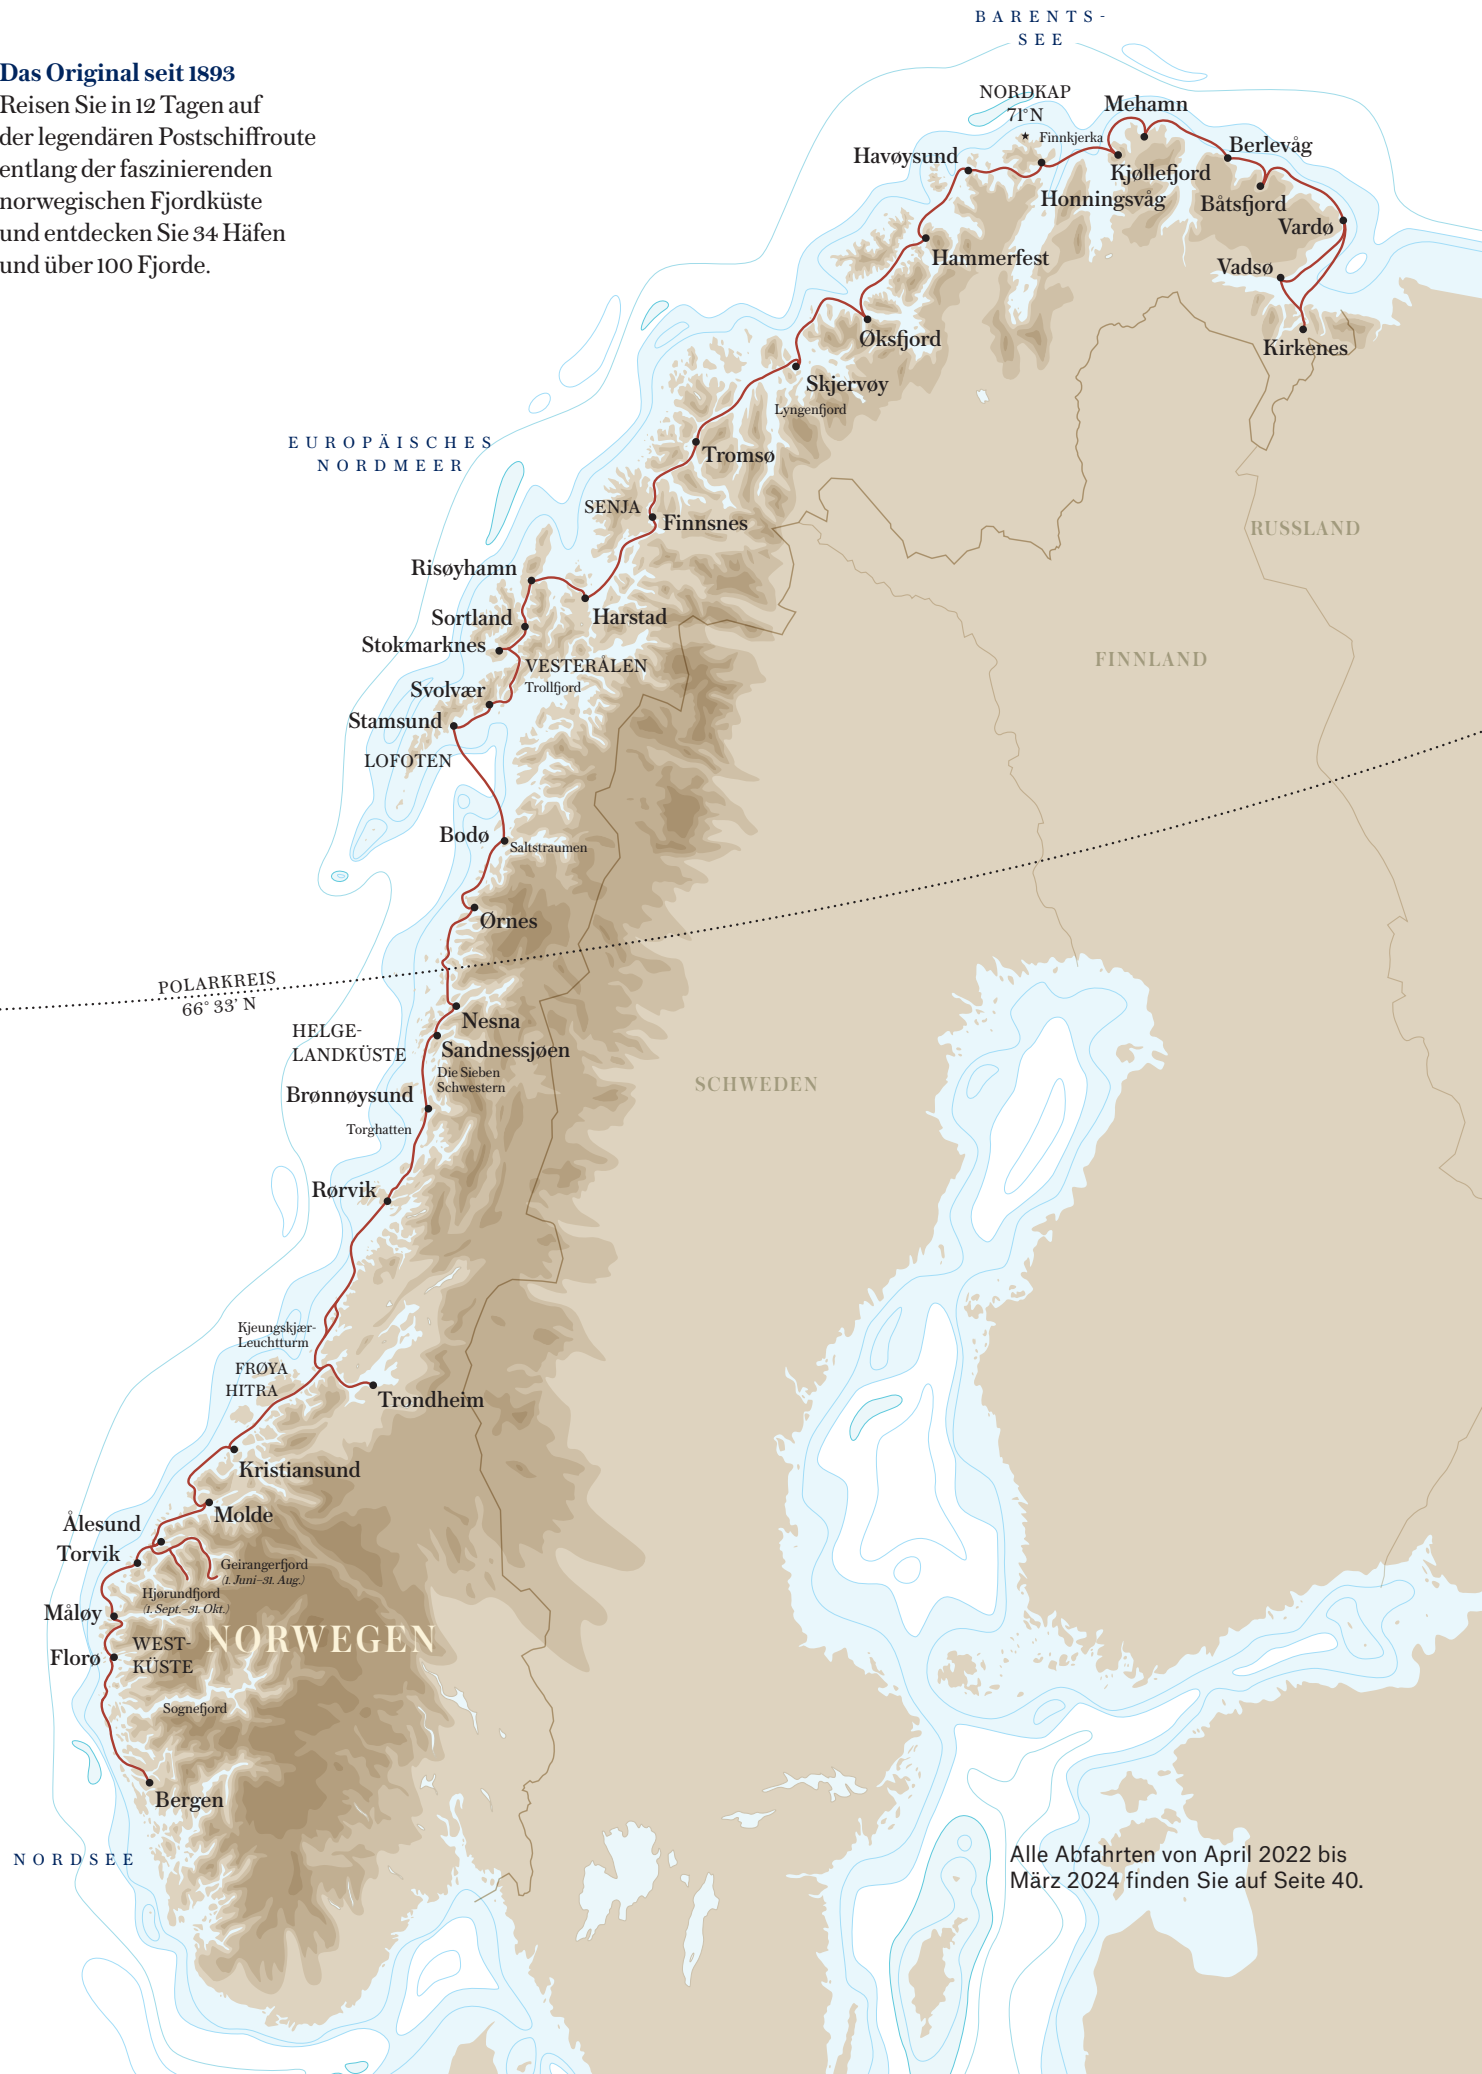 BARENTS-
SEE
Das Original seit 1893
Reisen Sie in 12 Tagen auf
der legendären Postschiffroute
entlang der faszinierenden
norwegischen Fjordküste
und entdecken Sie 34 Häfen
und über 100 Fjorde.
NORDKAP
71°N
Finnkjerka
Mehamn
Berlevåg
Havøysund
Kjøllefjord
Honningsvåg
Båtsfjord
Vardø
Hammerfest
Vadsø
Øksfjord
Kirkenes
Skjervøy
Lyngenfjord
EUROPÄISCHES
NORDMEER
Tromsø
SENJA
Finnsnes
RUSSLAND
Risøyhamn
Sortland
Harstad
Stokmarknes
VESTERÅLEN
Trollfjord
FINNLAND
Svolvær
Stamsund
LOFOTEN
Bodø
Saltstraumen
Ørnes
POLARKREIS
66° 33' N
Nesna
HELGE-
LANDKÜSTE
Sandnessjøen
Die Sieben
Schwestern
SCHWEDEN
Brønnøysund
Torghatten
Rørvik
Kjeungskjær-
Leuchtturm
FRØYA
HITRA
Trondheim
Kristiansund
Molde
Ålesund
Torvik
Geirangerfjord
(1. Juni–31. Aug.)
Hjørundfjord
(1. Sept.–31. Okt.)
Måløy
NORWEGEN
WEST-
KÜSTE
Florø
Sognefjord
Bergen
NORDSEE
Alle Abfahrten von April 2022 bis
März 2024 finden Sie auf Seite 40.